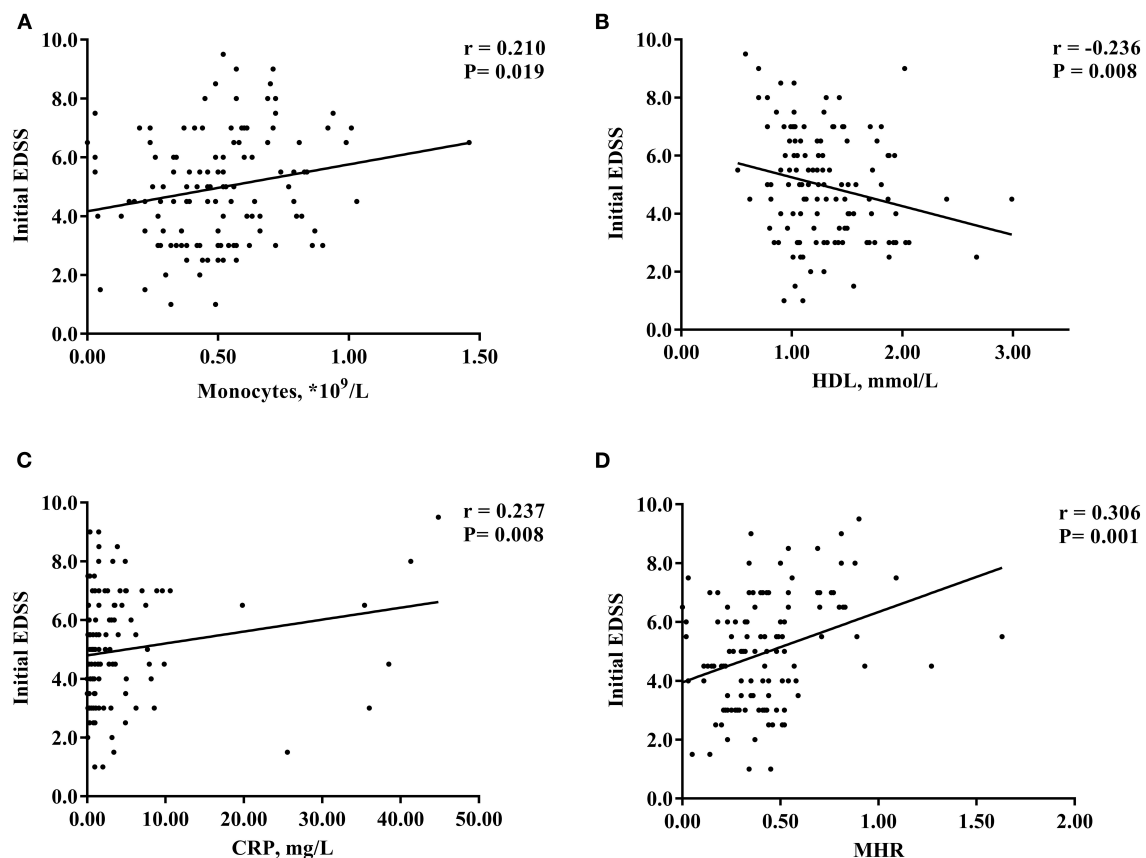 A
r = 0.210
P= 0.019
10.0
8.0
6.0
4.0
2.0
0.0
Initial EDSS
0.00 0.50 1.00 1.50
Monocytes, *10⁹/L
B
r = -0.236
P = 0.008
10.0
8.0
6.0
4.0
2.0
0.0
Initial EDSS
0.00 1.00 2.00 3.00
HDL, mmol/L
C
r = 0.237
P= 0.008
10.0
8.0
6.0
4.0
2.0
0.0
Initial EDSS
0.00 10.00 20.00 30.00 40.00 50.00
CRP, mg/L
D
r = 0.306
P= 0.001
10.0
8.0
6.0
4.0
2.0
0.0
Initial EDSS
0.00 0.50 1.00 1.50 2.00
MHR